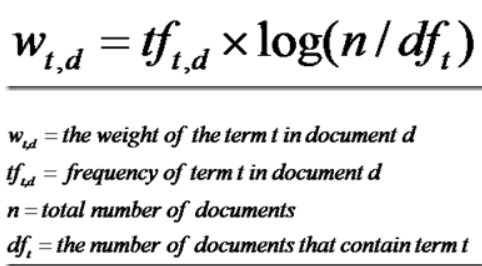 w_{t,d} = tf_{t,d} × log(n / df_t)
w_{t,d} = the weight of the term t in document d
tf_{t,d} = frequency of term t in document d
n = total number of documents
df_t = the number of documents that contain term t